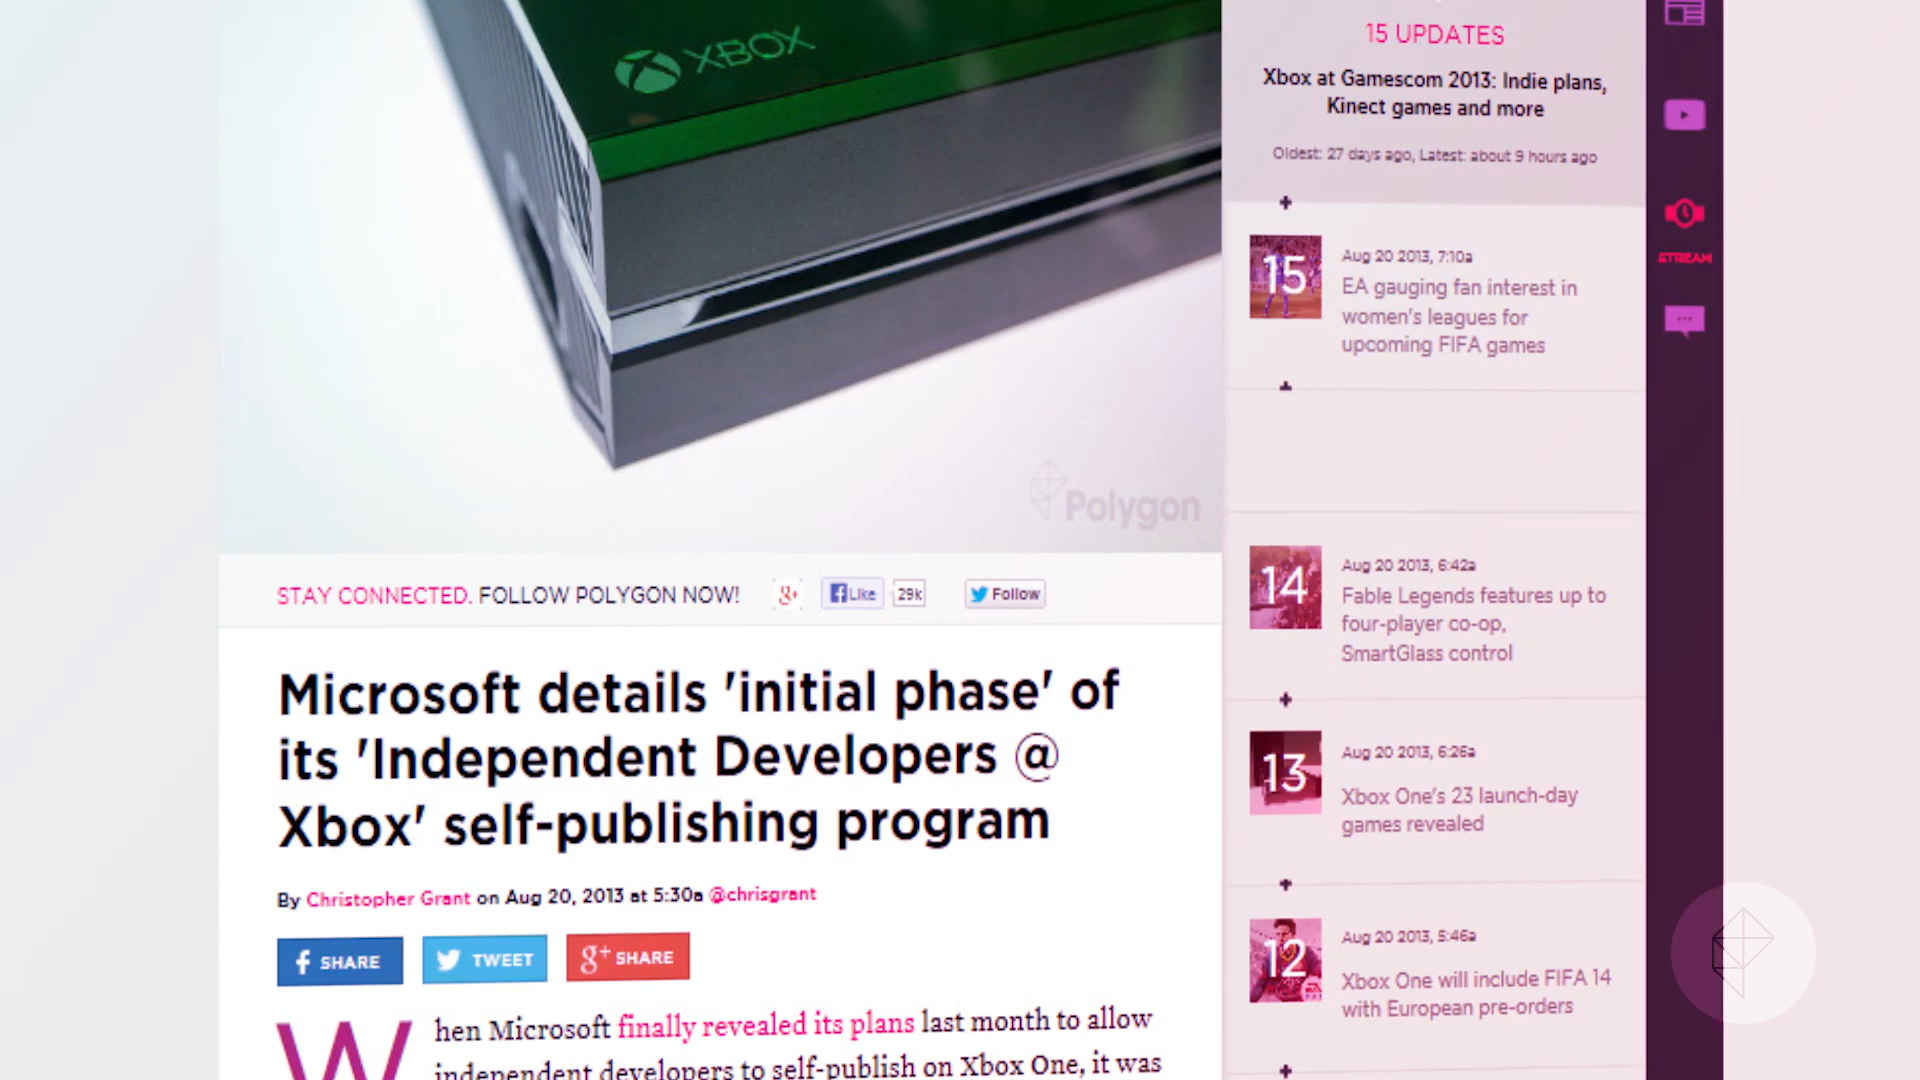 XBOX
Polygon
STAY CONNECTED. FOLLOW POLYGON NOW!
g+
Like
29k
Follow
Microsoft details 'initial phase' of
its 'Independent Developers @
Xbox' self-publishing program
By Christopher Grant on Aug 20, 2013 at 5:30a @chrisgrant
f SHARE
TWEET
g+ SHARE
When Microsoft finally revealed its plans last month to allow
independent developers to self-publish on Xbox One, it was
15 UPDATES
Xbox at Gamescom 2013: Indie plans,
Kinect games and more
Oldest: 27 days ago, Latest: about 9 hours ago
15
Aug 20 2013, 7:10a
EA gauging fan interest in
women's leagues for
upcoming FIFA games
14
Aug 20 2013, 6:42a
Fable Legends features up to
four-player co-op,
SmartGlass control
13
Aug 20 2013, 6:26a
Xbox One's 23 launch-day
games revealed
12
Aug 20 2013, 5:46a
Xbox One will include FIFA 14
with European pre-orders
STREAM